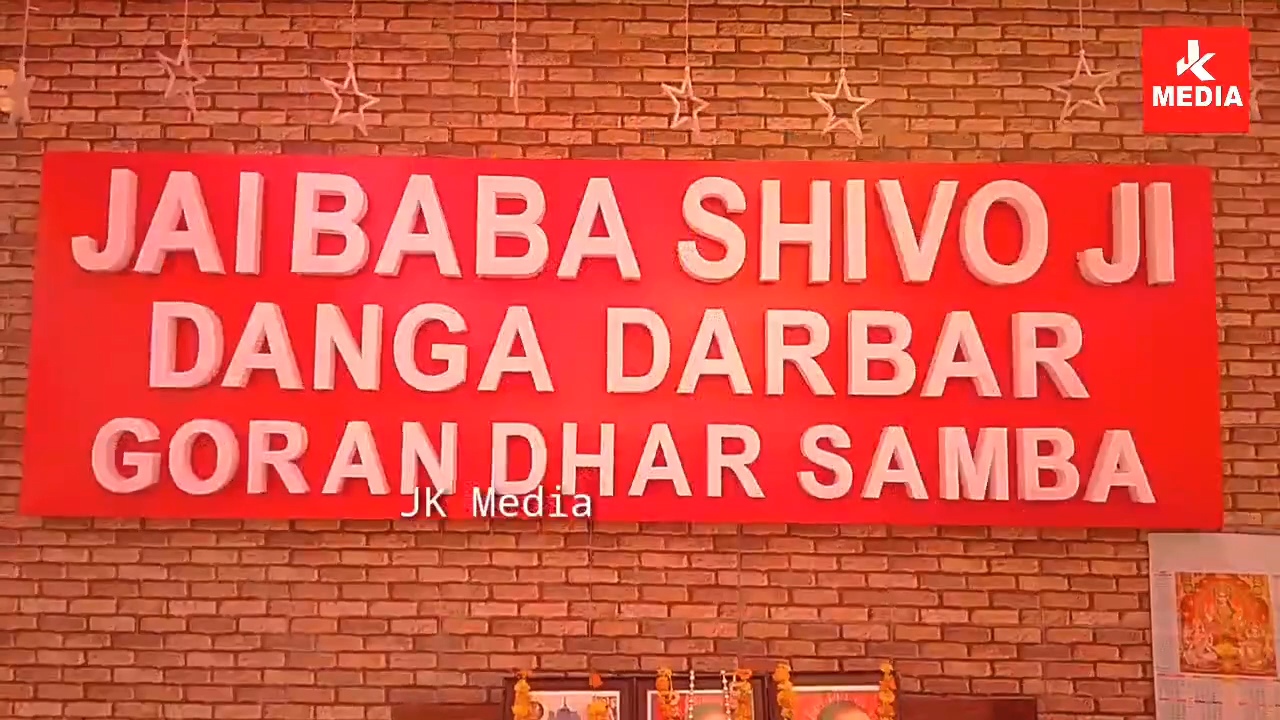 JK
MEDIA
JAI BABA SHIVO JI
DANGA DARBAR
GORAN DHAR SAMBA
JK Media